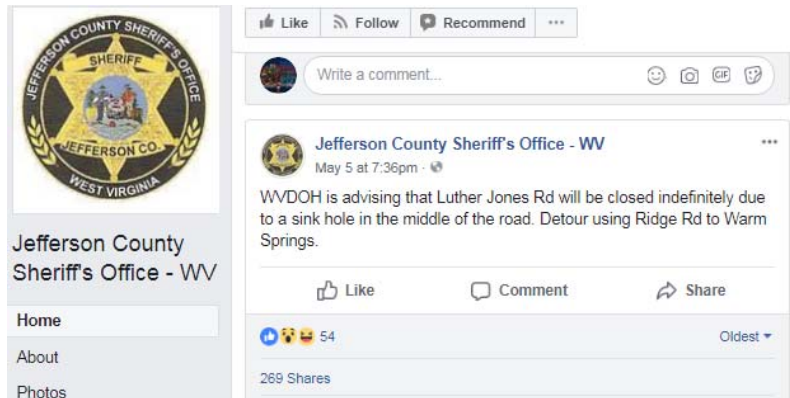 JEFFERSON COUNTY SHERIFF'S OFFICE
SHERIFF
JEFFERSON CO.
WEST VIRGINIA
Jefferson County
Sheriff's Office - WV
Home
About
Photos
Like
Follow
Recommend
Write a comment...
GIF
Jefferson County Sheriff's Office - WV
May 5 at 7:36pm ·
WVDOH is advising that Luther Jones Rd will be closed indefinitely due
to a sink hole in the middle of the road. Detour using Ridge Rd to Warm
Springs.
Like
Comment
Share
54
Oldest
269 Shares